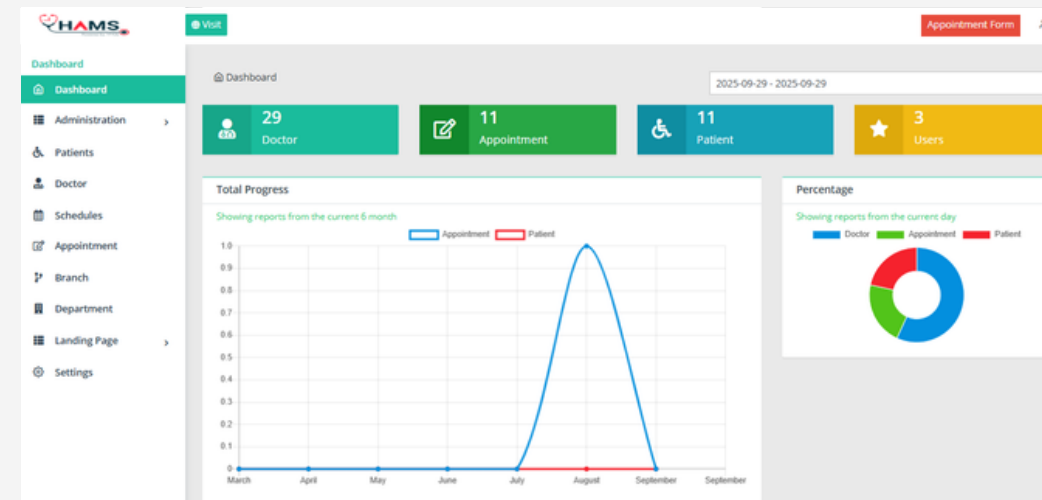 HAMS
Visit
Appointment Form
Dashboard
Dashboard
Administration
Patients
Doctor
Schedules
Appointment
Branch
Department
Landing Page
Settings
Dashboard
2025-09-29 - 2025-09-29
29
Doctor
11
Appointment
11
Patient
3
Users
Total Progress
Showing reports from the current 6 month
Appointment Patient
1.0
0.9
0.8
0.7
0.6
0.5
0.4
0.3
0.2
0.1
0
March April May June July August September September
Percentage
Showing reports from the current day
Doctor Appointment Patient